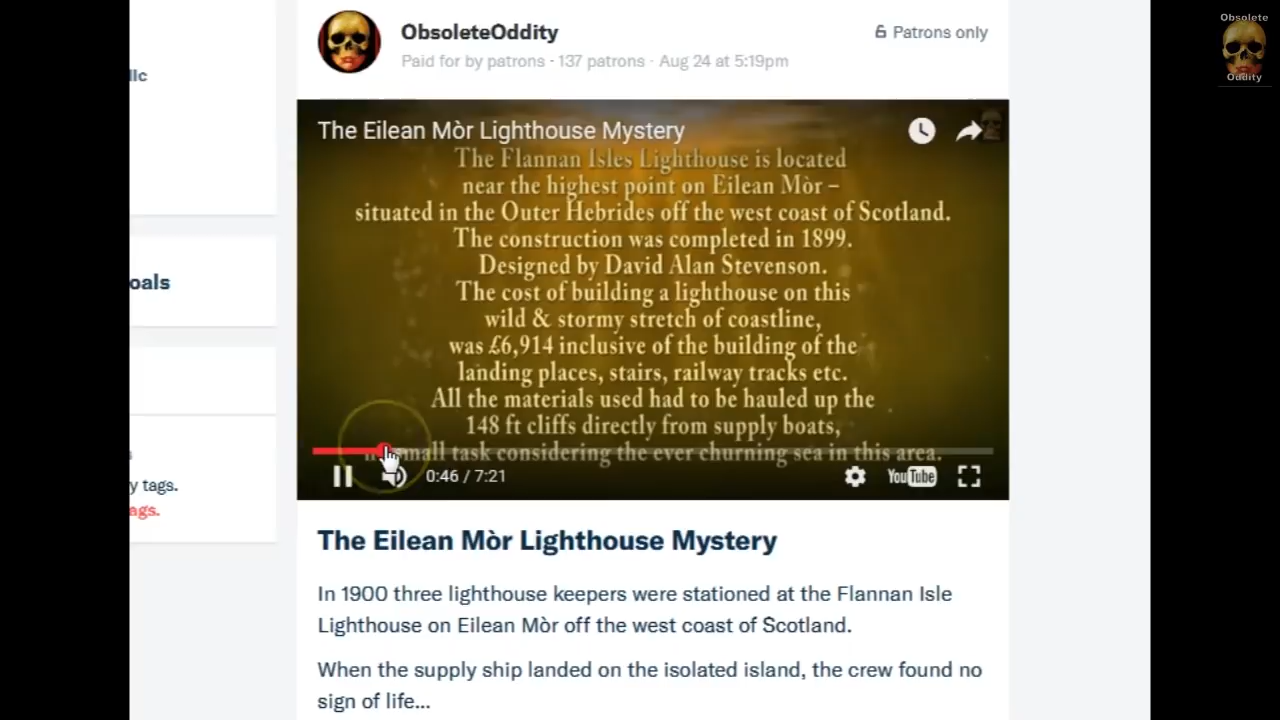 Obsolete
Oddity
ObsoleteOddity
Patrons only
Paid for by patrons · 137 patrons · Aug 24 at 5:19pm
llc
The Eilean Mòr Lighthouse Mystery
The Flannan Isles Lighthouse is located
near the highest point on Eilean Mòr –
situated in the Outer Hebrides off the west coast of Scotland.
The construction was completed in 1899.
Designed by David Alan Stevenson.
The cost of building a lighthouse on this
wild & stormy stretch of coastline,
was £6,914 inclusive of the building of the
landing places, stairs, railway tracks etc.
All the materials used had to be hauled up the
148 ft cliffs directly from supply boats,
small task considering the ever churning sea in this area.
0:46 / 7:21
YouTube
oals
s
y tags.
ags.
The Eilean Mòr Lighthouse Mystery
In 1900 three lighthouse keepers were stationed at the Flannan Isle
Lighthouse on Eilean Mòr off the west coast of Scotland.
When the supply ship landed on the isolated island, the crew found no
sign of life...